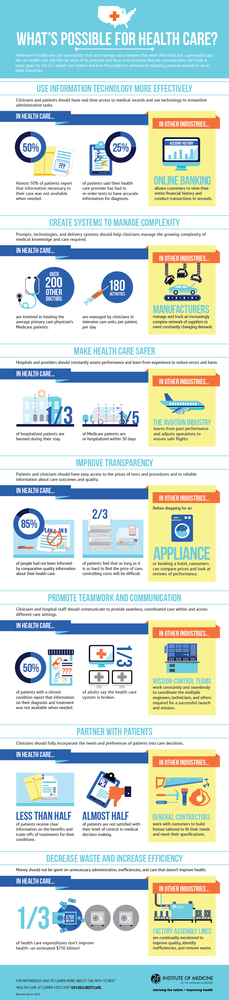 WHAT'S POSSIBLE FOR HEALTH CARE?
Advances in health care can successfully treat and manage many diseases that were often fatal just a generation ago.
Yet, our health care still falls far short of its potential and faces cost increases that are unsustainable. Let's look at
some goals for the U.S. health care system and how they might be achieved by adopting practices already in use in
other industries.
USE INFORMATION TECHNOLOGY MORE EFFECTIVELY
Clinicians and patients should have real-time access to medical records and use technology to streamline
administrative tasks.
IN HEALTH CARE...
50%
???
Almost 50% of patients report
that information necessary to
their care was not available
when needed.
25%
of patients said their health
care provider has had to
re-order tests to have accurate
information for diagnosis.
IN OTHER INDUSTRIES...
ACCOUNT HISTORY
ONLINE BANKING
allows customers to view their
entire financial history and
conduct transactions in seconds.
CREATE SYSTEMS TO MANAGE COMPLEXITY
Prompts, technologies, and delivery systems should help clinicians manage the growing complexity of
medical knowledge and care required.
IN HEALTH CARE...
OVER
200
OTHER
DOCTORS
are involved in treating the
average primary care physician's
Medicare patients.
180
ACTIVITIES
are managed by clinicians in
intensive care units, per patient,
per day.
IN OTHER INDUSTRIES...
MANUFACTURERS
manage and track an increasingly
complex network of suppliers to
meet constantly changing demand.
MAKE HEALTH CARE SAFER
Hospitals and providers should constantly assess performance and learn from experience to reduce errors and harm.
IN HEALTH CARE...
1/3
of hospitalized patients are
harmed during their stay.
1/5
of Medicare patients are
re-hospitalized within 30 days.
IN OTHER INDUSTRIES...
THE AVIATION INDUSTRY
learns from past performance
and adjusts operations to
ensure safe flights.
IMPROVE TRANSPARENCY
Patients and clinicians should have easy access to the prices of tests and procedures and to reliable
information about care outcomes and quality.
IN HEALTH CARE...
85%
PLAN A
AN B
of people had not been informed
by comparative quality information
about their health care.
2/3
of patients feel that as long as it
is so hard to find the price of care,
controlling costs will be difficult.
IN OTHER INDUSTRIES...
Before shopping for an
APPLIANCE
or booking a hotel, consumers
can compare prices and look at
reviews of performance.
PROMOTE TEAMWORK AND COMMUNICATION
Clinicians and hospital staff should communicate to provide seamless, coordinated care within and across
different care settings.
IN HEALTH CARE...
50%
???
of patients with a chronic
condition report that information
on their diagnosis and treatment
was not available when needed.
1/3
of adults say the health care
system is broken.
IN OTHER INDUSTRIES...
MISSION-CONTROL TEAMS
work constantly and seamlessly
to coordinate the multiple
engineers, technicians, and others
required for a successful launch
and mission.
PARTNER WITH PATIENTS
Clinicians should fully incorporate the needs and preferences of patients into care decisions.
IN HEALTH CARE...
LESS THAN HALF
of patients receive clear
information on the benefits and
trade-offs of treatments for their
conditions.
Rx
ALMOST HALF
of patients are not satisfied with
their level of control in medical
decision making.
IN OTHER INDUSTRIES...
GENERAL CONTRACTORS
work with customers to build
homes tailored to fit their needs
and meet their specifications.
DECREASE WASTE AND INCREASE EFFICIENCY
Money should not be spent on unnecessary administration, inefficiencies, and care that doesn't improve health.
IN HEALTH CARE...
1/3
$750
BILLION
of health care expenditures don't improve
health—an estimated $750 billion!
IN OTHER INDUSTRIES...
FACTORY ASSEMBLY LINES
are continually monitored to
improve quality, identify
inefficiencies, and remove waste.
FOR REFERENCES AND TO LEARN MORE ABOUT THE PATH TO BEST
HEALTH CARE AT LOWER COST, VISIT IOM.EDU/BESTCARE.
Revised March 2013
INSTITUTE OF MEDICINE
OF THE NATIONAL ACADEMIES
Advising the nation • Improving health